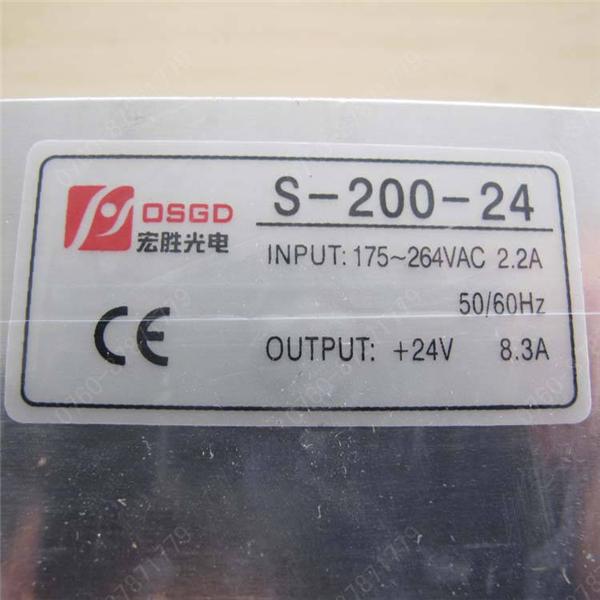 OSGD
宏胜光电
S-200-24
INPUT: 175~264VAC 2.2A
50/60Hz
CE
OUTPUT: +24V 8.3A